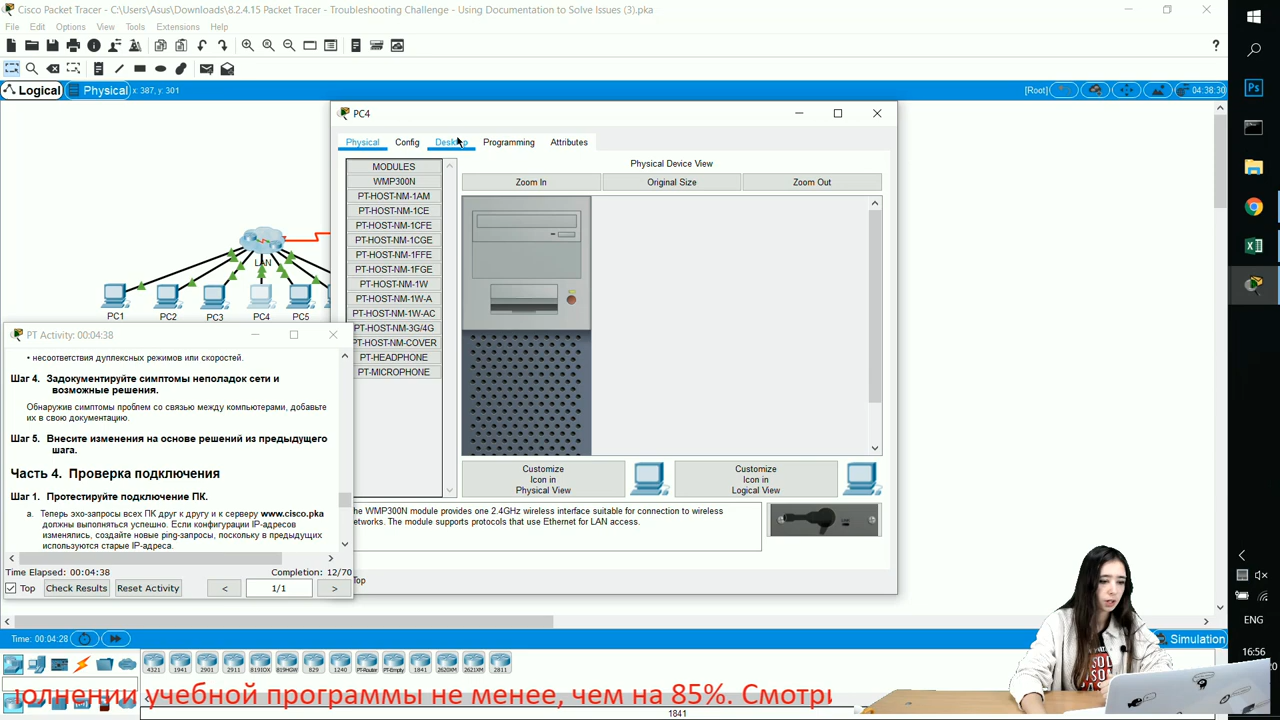 Cisco Packet Tracer - C:\Users\Asus\Downloads\8.2.4.15 Packet Tracer - Troubleshooting Challenge - Using Documentation to Solve Issues (3).pka
File Edit Options View Tools Extensions Help
Logical Physical x: 387, y: 301 [Root] 04:38:30
PC4
Physical Config Desktop Programming Attributes
MODULES
WMP300N
PT-HOST-NM-1AM
PT-HOST-NM-1CE
PT-HOST-NM-1CFE
PT-HOST-NM-1CGE
PT-HOST-NM-1FFE
PT-HOST-NM-1FGE
PT-HOST-NM-1W
PT-HOST-NM-1W-A
PT-HOST-NM-1W-AC
PT-HOST-NM-3G/4G
PT-HOST-NM-COVER
PT-HEADPHONE
PT-MICROPHONE
Physical Device View
Zoom In Original Size Zoom Out
Customize
Icon in
Physical View
Customize
Icon in
Logical View
he WMP300N module provides one 2.4GHz wireless interface suitable for connection to wireless
etworks. The module supports protocols that use Ethernet for LAN access.
Top
LAN
PC1 PC2 PC3 PC4 PC5
PT Activity: 00:04:38
• несоответствия дуплексных режимов или скоростей.
Шаг 4. Задокументируйте симптомы неполадок сети и
возможные решения.
Обнаружив симптомы проблем со связью между компьютерами, добавьте
их в свою документацию.
Шаг 5. Внесите изменения на основе решений из предыдущего
шага.
Часть 4. Проверка подключения
Шаг 1. Протестируйте подключение ПК.
a. Теперь эхо-запросы всех ПК друг к другу и к серверу www.cisco.pka
должны выполняться успешно. Если конфигурации IP-адресов
изменялись, создайте новые ping-запросы, поскольку в предыдущих
используются старые IP-адреса.
Time Elapsed: 00:04:38 Completion: 12/70
Top Check Results Reset Activity < 1/1 >
Time: 00:04:28 Simulation
4321 1941 2901 2911 819IOX 819HGW 829 1240 PT-Router PT-Empty 1841 2620XM 2621XM 2811
олнении учебной программы не менее, чем на 85%. Смотри
1841
ENG
16:56